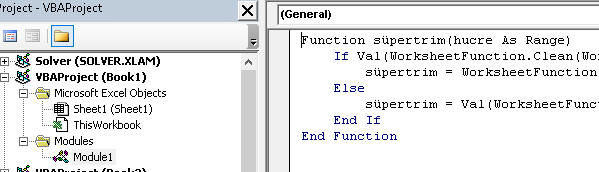 Project - VBAProject
Solver (SOLVER.XLAM)
VBAProject (Book1)
Microsoft Excel Objects
Sheet1 (Sheet1)
ThisWorkbook
Modules
Module1
(General)
Function süpertrim(hucre As Range)
If Val(WorksheetFunction.Clean(Wor
süpertrim = WorksheetFunction
Else
süpertrim = Val(WorksheetFunct
End If
End Function